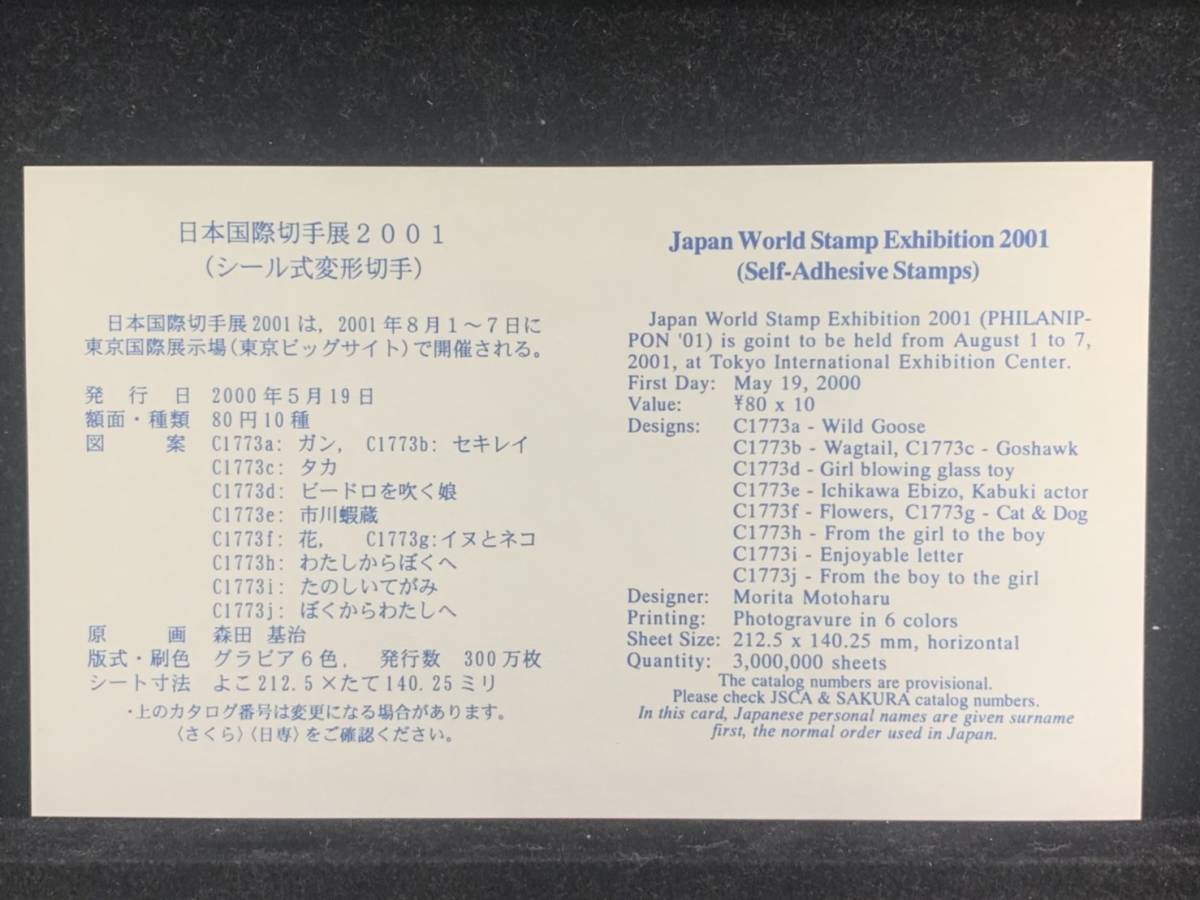 日本国際切手展２００１
（シール式変形切手）
日本国際切手展2001は，2001年８月１～７日に
東京国際展示場（東京ビッグサイト）で開催される。
発行日 2000年５月19日
額面・種類 80円10種
図案 C1773a: ガン， C1773b: セキレイ
C1773c: タカ
C1773d: ビードロを吹く娘
C1773e: 市川蝦蔵
C1773f: 花， C1773g:イヌとネコ
C1773h: わたしからぼくへ
C1773i: たのしいてがみ
C1773j: ぼくからわたしへ
原画 森田 基治
版式・刷色 グラビア６色， 発行数 300万枚
シート寸法 よこ212.5×たて140.25ミリ
・上のカタログ番号は変更になる場合があります。
〈さくら〉〈日専〉をご確認ください。
Japan World Stamp Exhibition 2001
(Self-Adhesive Stamps)
Japan World Stamp Exhibition 2001 (PHILANIP-
PON '01) is goint to be held from August 1 to 7,
2001, at Tokyo International Exhibition Center.
First Day: May 19, 2000
Value: ¥80 x 10
Designs: C1773a - Wild Goose
C1773b - Wagtail, C1773c - Goshawk
C1773d - Girl blowing glass toy
C1773e - Ichikawa Ebizo, Kabuki actor
C1773f - Flowers, C1773g - Cat & Dog
C1773h - From the girl to the boy
C1773i - Enjoyable letter
C1773j - From the boy to the girl
Designer: Morita Motoharu
Printing: Photogravure in 6 colors
Sheet Size: 212.5 x 140.25 mm, horizontal
Quantity: 3,000,000 sheets
The catalog numbers are provisional.
Please check JSCA & SAKURA catalog numbers.
In this card, Japanese personal names are given surname
first, the normal order used in Japan.